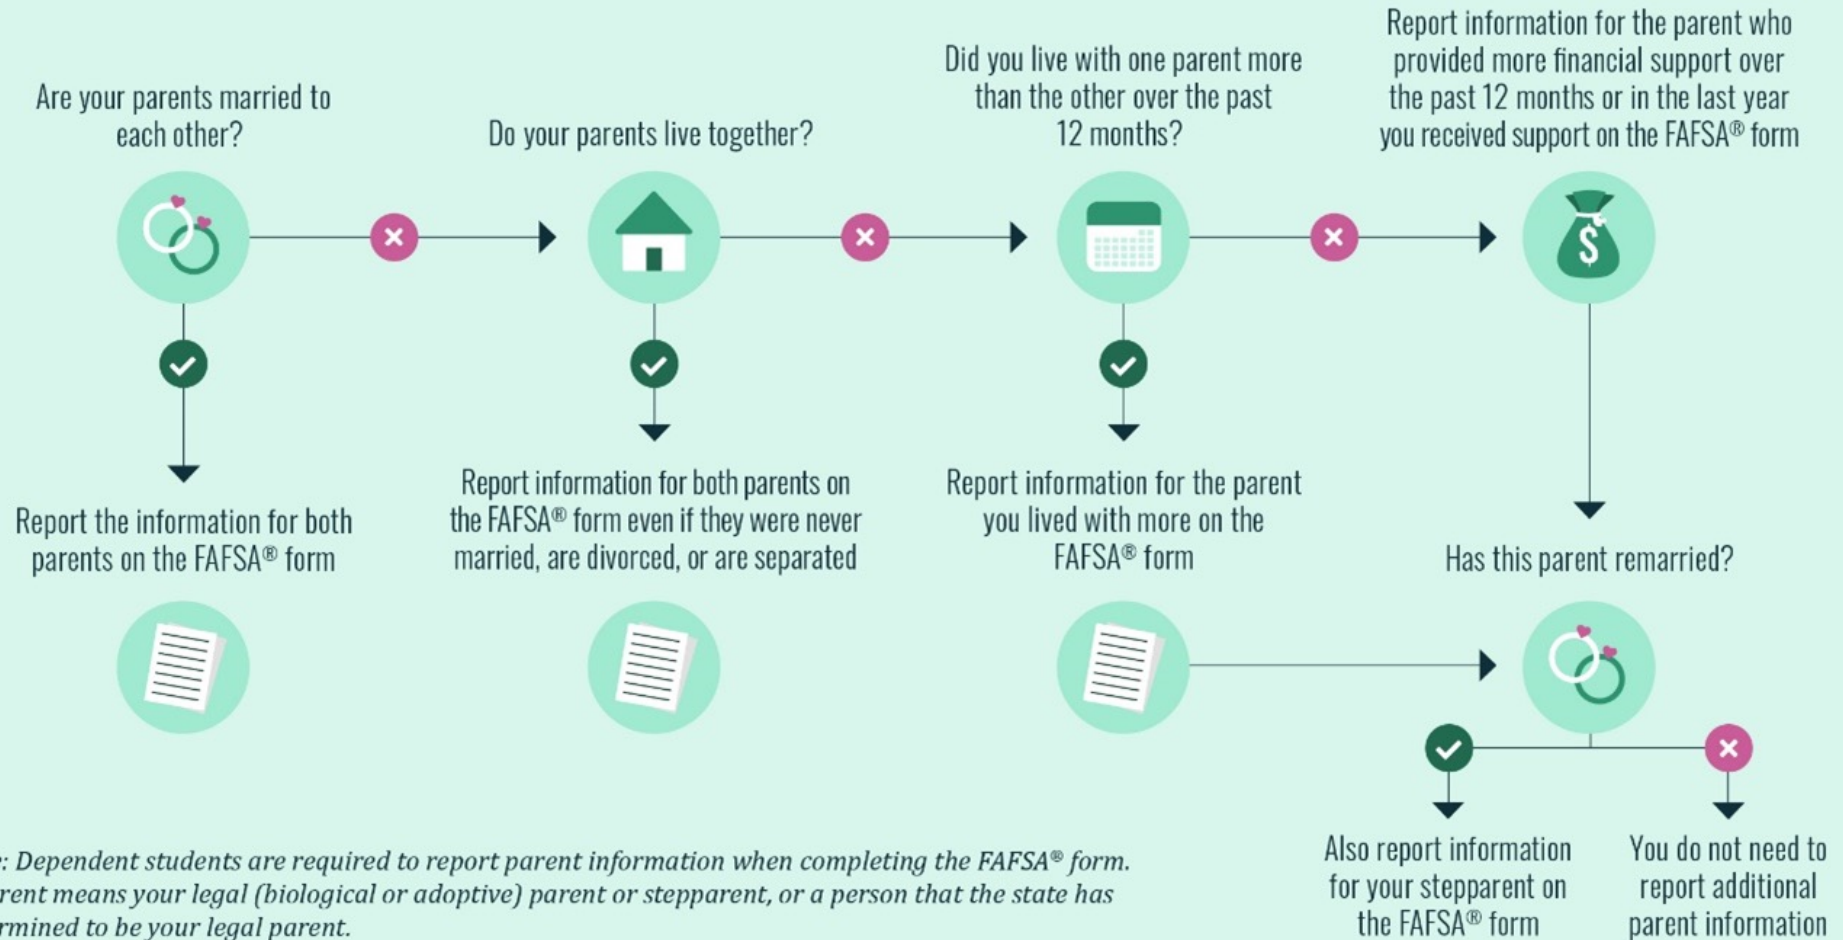 Are your parents married to
each other?
Do your parents live together?
Did you live with one parent more
than the other over the past
12 months?
Report information for the parent who
provided more financial support over
the past 12 months or in the last year
you received support on the FAFSA® form
Report the information for both
parents on the FAFSA® form
Report information for both parents on
the FAFSA® form even if they were never
married, are divorced, or are separated
Report information for the parent
you lived with more on the
FAFSA® form
Has this parent remarried?
$
Also report information
for your stepparent on
the FAFSA® form
You do not need to
report additional
parent information
: Dependent students are required to report parent information when completing the FAFSA® form.
rent means your legal (biological or adoptive) parent or stepparent, or a person that the state has
rmined to be your legal parent.